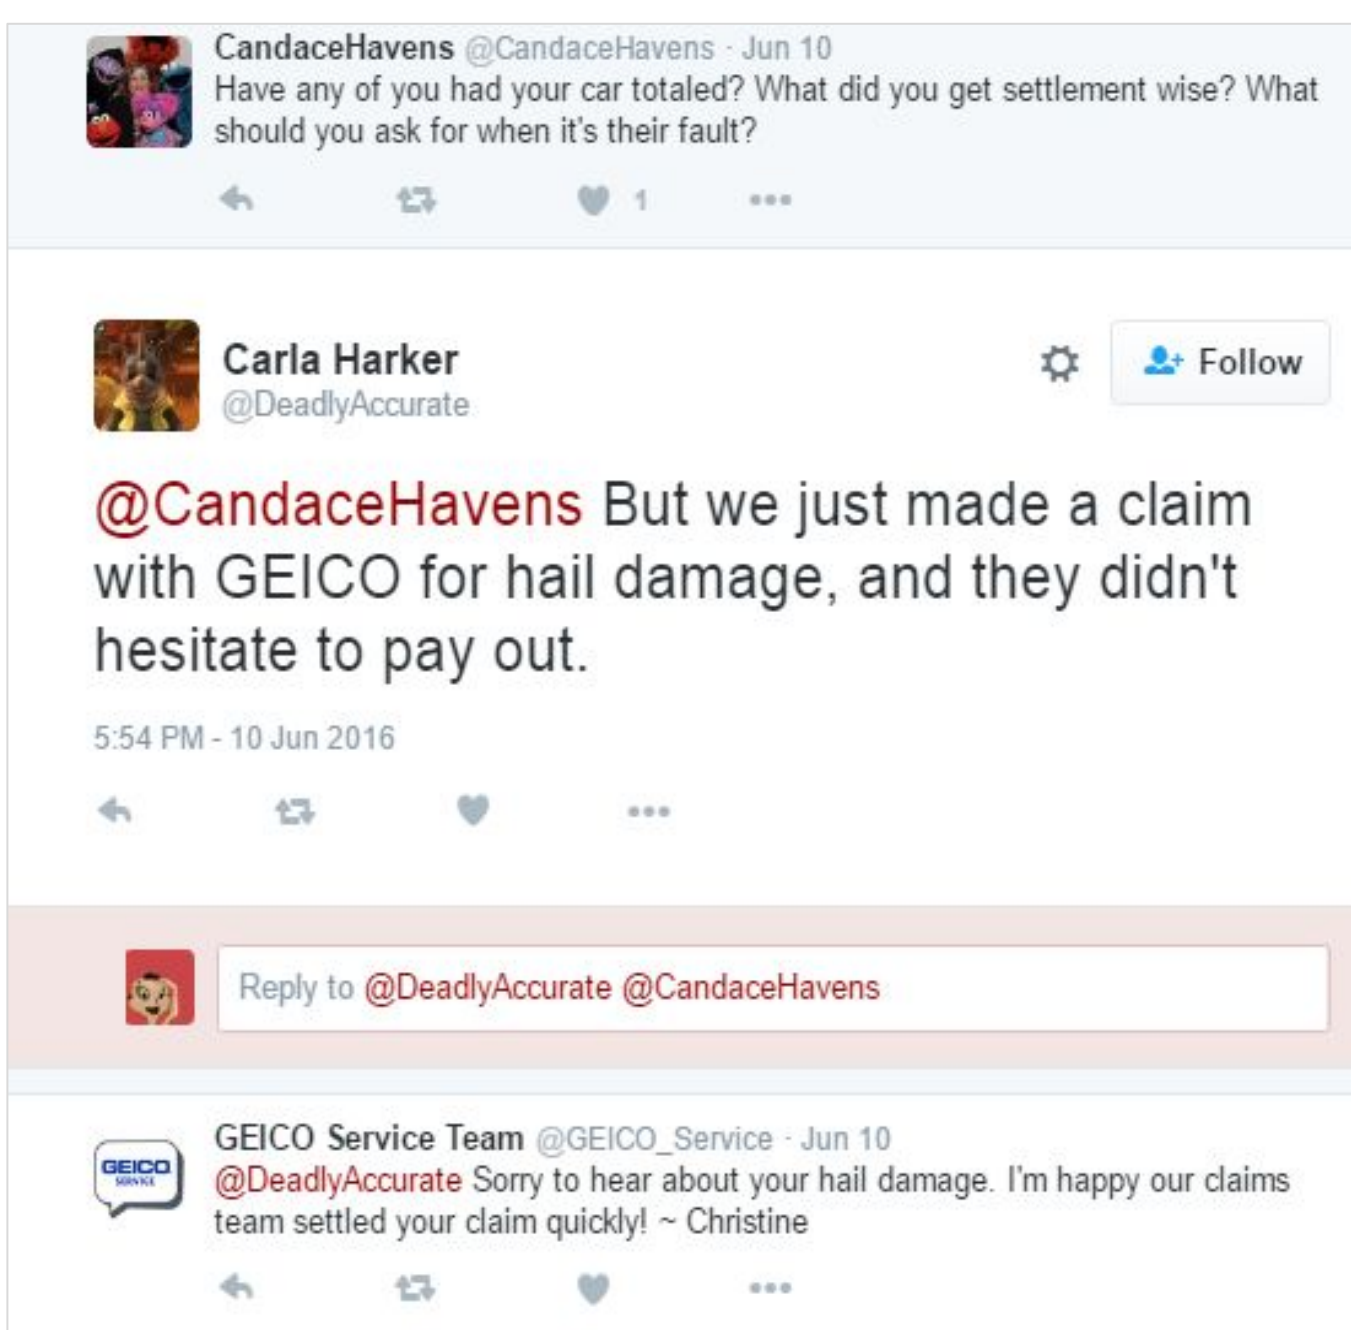 CandaceHavens @CandaceHavens · Jun 10
Have any of you had your car totaled? What did you get settlement wise? What
should you ask for when it's their fault?
1
Carla Harker
Follow
@DeadlyAccurate
@CandaceHavens But we just made a claim
with GEICO for hail damage, and they didn't
hesitate to pay out.
5:54 PM - 10 Jun 2016
Reply to @DeadlyAccurate @CandaceHavens
GEICO
SERVICE
GEICO Service Team @GEICO_Service · Jun 10
@DeadlyAccurate Sorry to hear about your hail damage. I'm happy our claims
team settled your claim quickly! ~ Christine